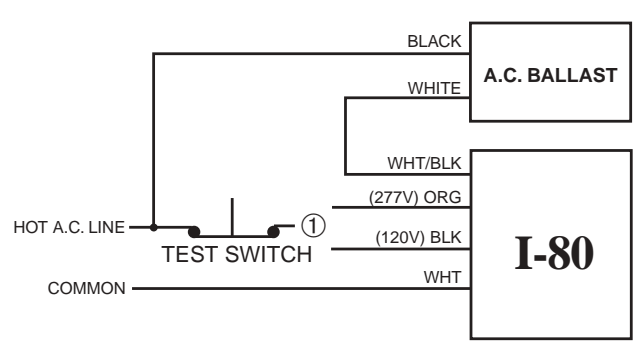 BLACK
A.C. BALLAST
WHITE
WHT/BLK
(277V) ORG
HOT A.C. LINE
①
TEST SWITCH
(120V) BLK
I-80
WHT
COMMON